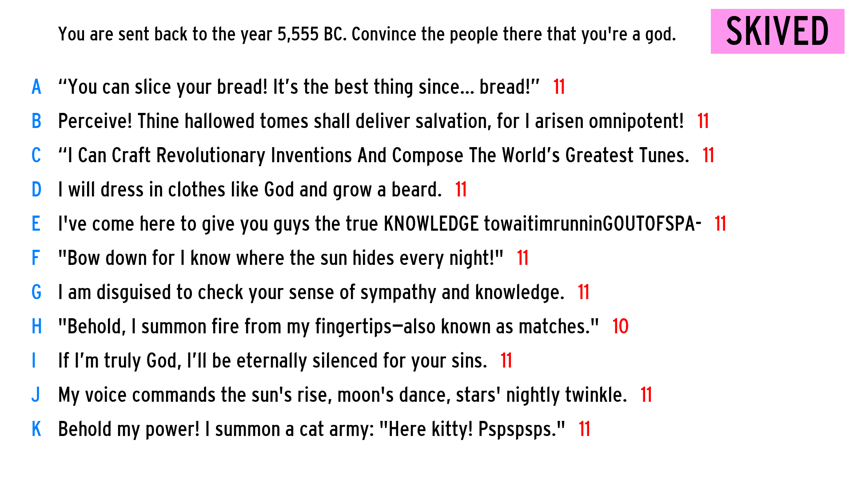 You are sent back to the year 5,555 BC. Convince the people there that you're a god.
SKIVED
A “You can slice your bread! It’s the best thing since... bread!” 11
B Perceive! Thine hallowed tomes shall deliver salvation, for I arisen omnipotent! 11
C “I Can Craft Revolutionary Inventions And Compose The World’s Greatest Tunes. 11
D I will dress in clothes like God and grow a beard. 11
E I've come here to give you guys the true KNOWLEDGE towaitimrunninGOUTOFSPA- 11
F "Bow down for I know where the sun hides every night!" 11
G I am disguised to check your sense of sympathy and knowledge. 11
H "Behold, I summon fire from my fingertips—also known as matches." 10
I If I’m truly God, I’ll be eternally silenced for your sins. 11
J My voice commands the sun's rise, moon's dance, stars' nightly twinkle. 11
K Behold my power! I summon a cat army: "Here kitty! Pspspsps." 11